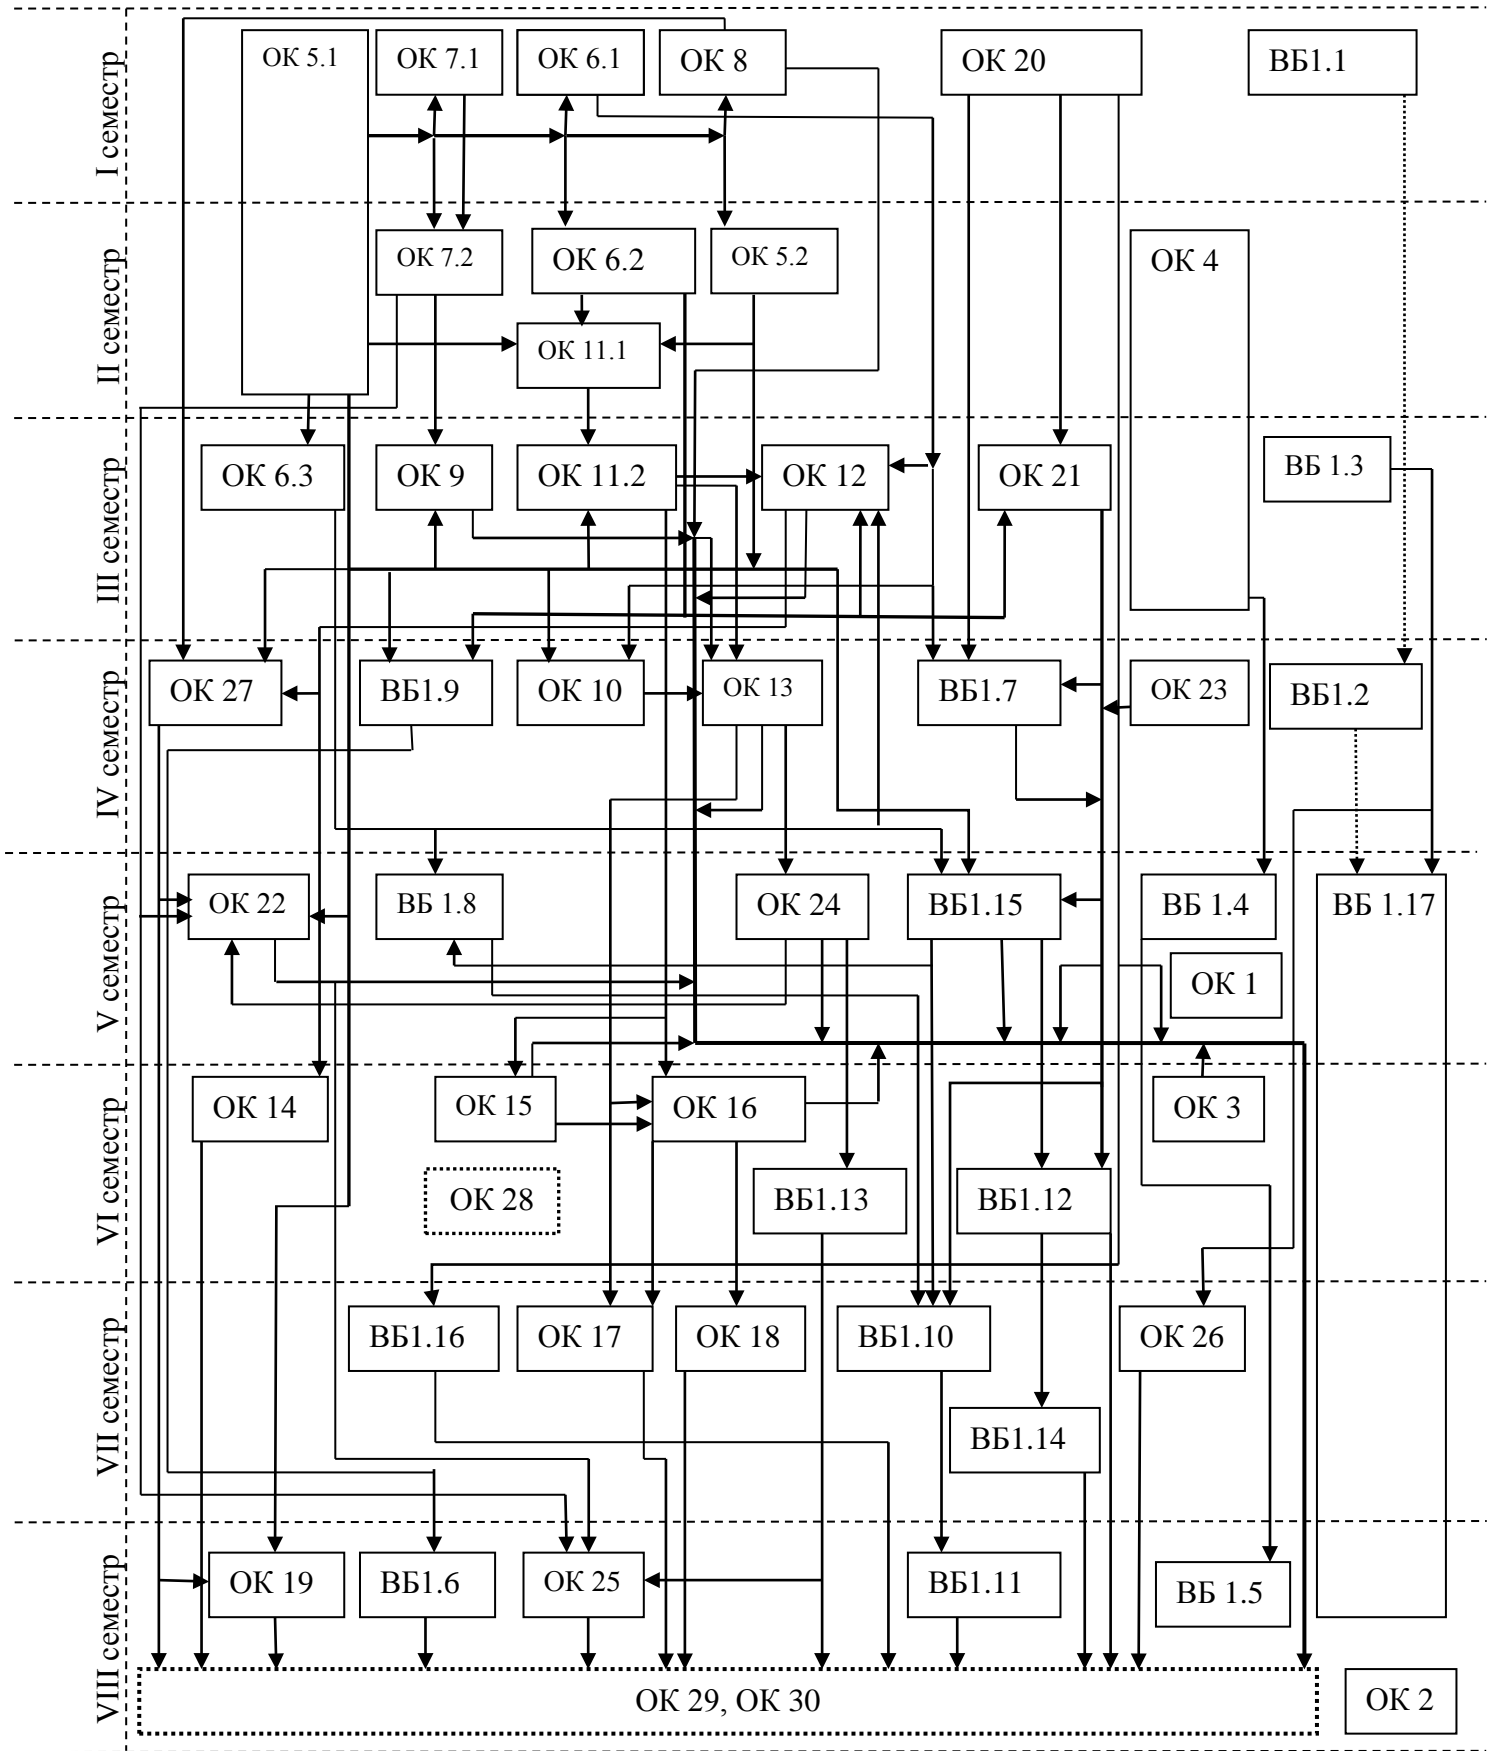 I семестр
ОК 5.1
ОК 7.1
ОК 6.1
ОК 8
ОК 20
ВБ1.1
II семестр
ОК 7.2
ОК 6.2
ОК 5.2
ОК 4
ОК 11.1
III семестр
ОК 6.3
ОК 9
ОК 11.2
ОК 12
ОК 21
ВБ 1.3
IV семестр
ОК 27
ВБ1.9
ОК 10
ОК 13
ВБ1.7
ОК 23
ВБ1.2
V семестр
ОК 22
ВБ 1.8
ОК 24
ВБ1.15
ВБ 1.4
ВБ 1.17
ОК 1
VI семестр
ОК 14
ОК 15
ОК 16
ОК 3
ОК 28
ВБ1.13
ВБ1.12
VII семестр
ВБ1.16
ОК 17
ОК 18
ВБ1.10
ОК 26
ВБ1.14
VIII семестр
ОК 19
ВБ1.6
ОК 25
ВБ1.11
ВБ 1.5
ОК 29, ОК 30
ОК 2